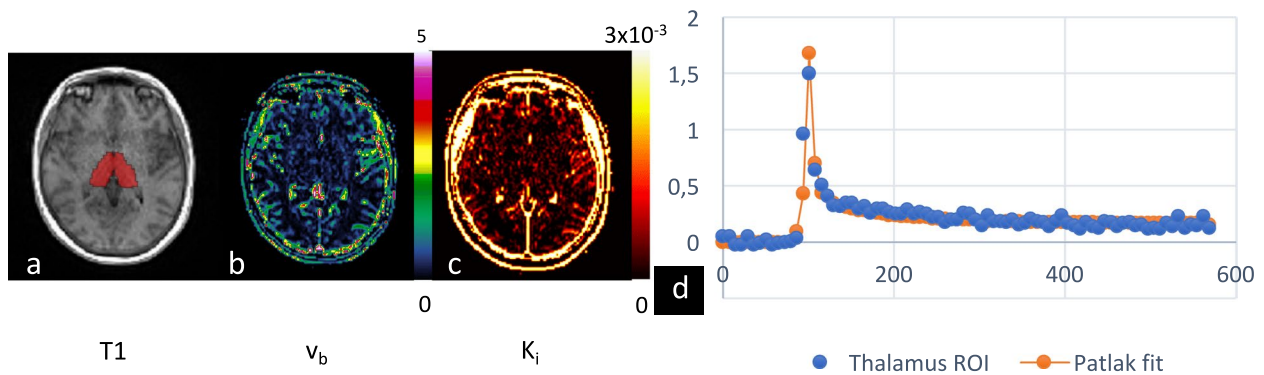 5
3x10⁻³
a
b
c
0
0
T1
vb
Ki
2
1,5
1
0,5
0
0
200
400
600
d
Thalamus ROI
Patlak fit